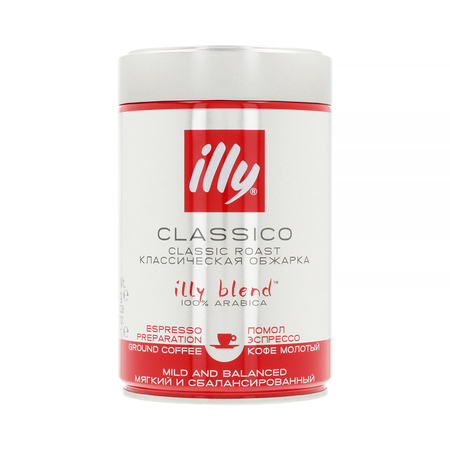 illy®
CLASSICO
CLASSIC ROAST
КЛАССИЧЕСКАЯ ОБЖАРКА
illy blend™
100% ARABICA
ESPRESSO
PREPARATION
GROUND COFFEE
ПОМОЛ
ЭСПРЕССО
КОФЕ МОЛОТЫЙ
MILD AND BALANCED
МЯГКИЙ И СБАЛАНСИРОВАННЫЙ